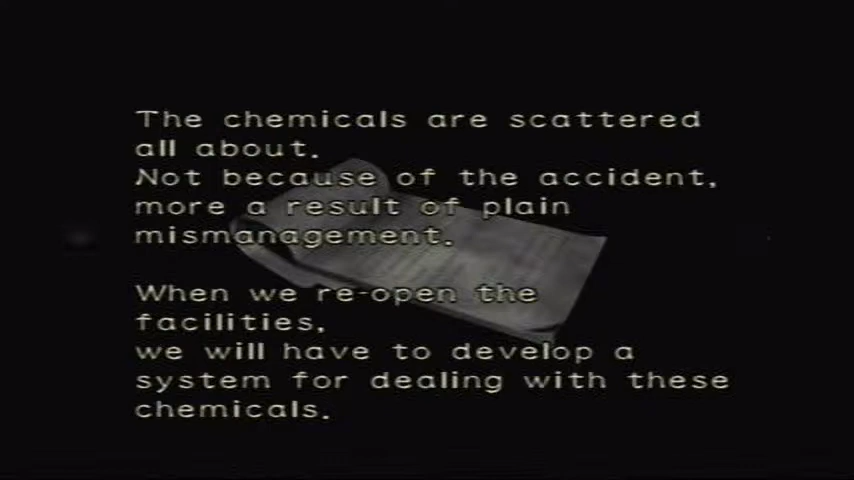 The chemicals are scattered
all about.
Not because of the accident,
more a result of plain
mismanagement.
When we re-open the
facilities,
we will have to develop a
system for dealing with these
chemicals.